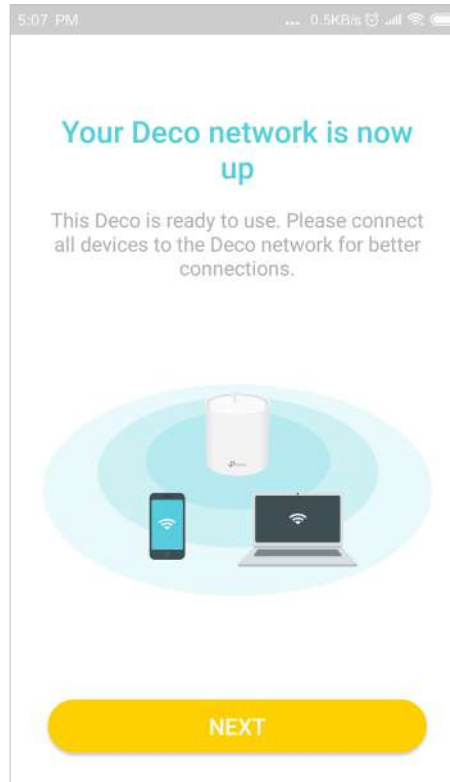 5:07 PM
... 0.5KB/s
Your Deco network is now
up
This Deco is ready to use. Please connect
all devices to the Deco network for better
connections.
NEXT